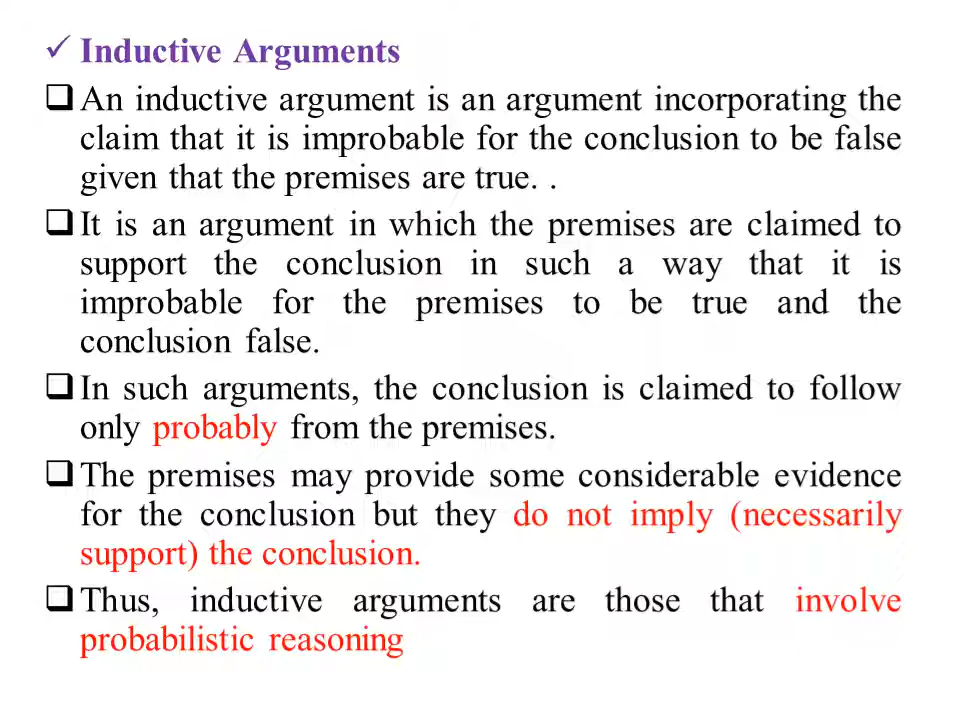 ✓ Inductive Arguments
❑ An inductive argument is an argument incorporating the
claim that it is improbable for the conclusion to be false
given that the premises are true. .
❑ It is an argument in which the premises are claimed to
support the conclusion in such a way that it is
improbable for the premises to be true and the
conclusion false.
❑ In such arguments, the conclusion is claimed to follow
only probably from the premises.
❑ The premises may provide some considerable evidence
for the conclusion but they do not imply (necessarily
support) the conclusion.
❑ Thus, inductive arguments are those that involve
probabilistic reasoning